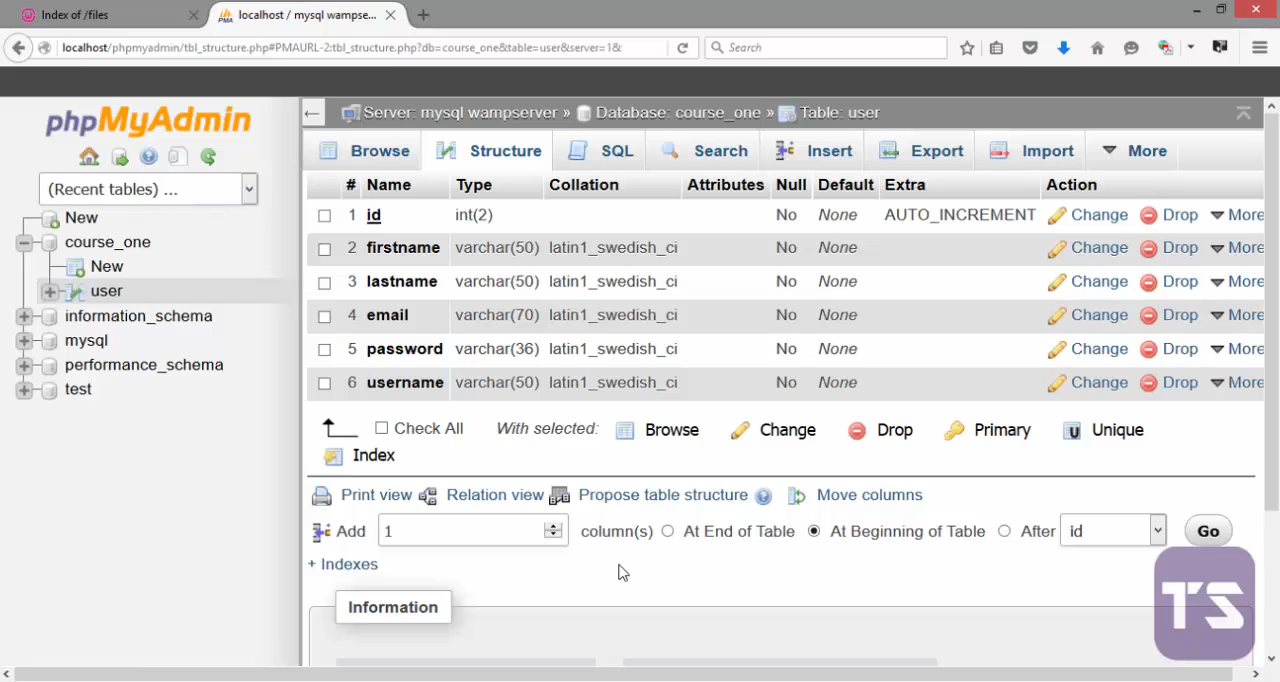 Index of /files
localhost / mysql wampse...
localhost/phpmyadmin/tbl_structure.php#PMAURL-2:tbl_structure.php?db=course_one&table=user&server=1&
Search
phpMyAdmin
(Recent tables) ...
New
course_one
New
user
information_schema
mysql
performance_schema
test
Server: mysql wampserver » Database: course_one » Table: user
Browse Structure SQL Search Insert Export Import More
# Name Type Collation Attributes Null Default Extra Action
1 id int(2) No None AUTO_INCREMENT Change Drop More
2 firstname varchar(50) latin1_swedish_ci No None Change Drop More
3 lastname varchar(50) latin1_swedish_ci No None Change Drop More
4 email varchar(70) latin1_swedish_ci No None Change Drop More
5 password varchar(36) latin1_swedish_ci No None Change Drop More
6 username varchar(50) latin1_swedish_ci No None Change Drop More
Check All With selected: Browse Change Drop Primary Unique
Index
Print view Relation view Propose table structure Move columns
Add 1 column(s) At End of Table At Beginning of Table After id Go
+ Indexes
Information
TS